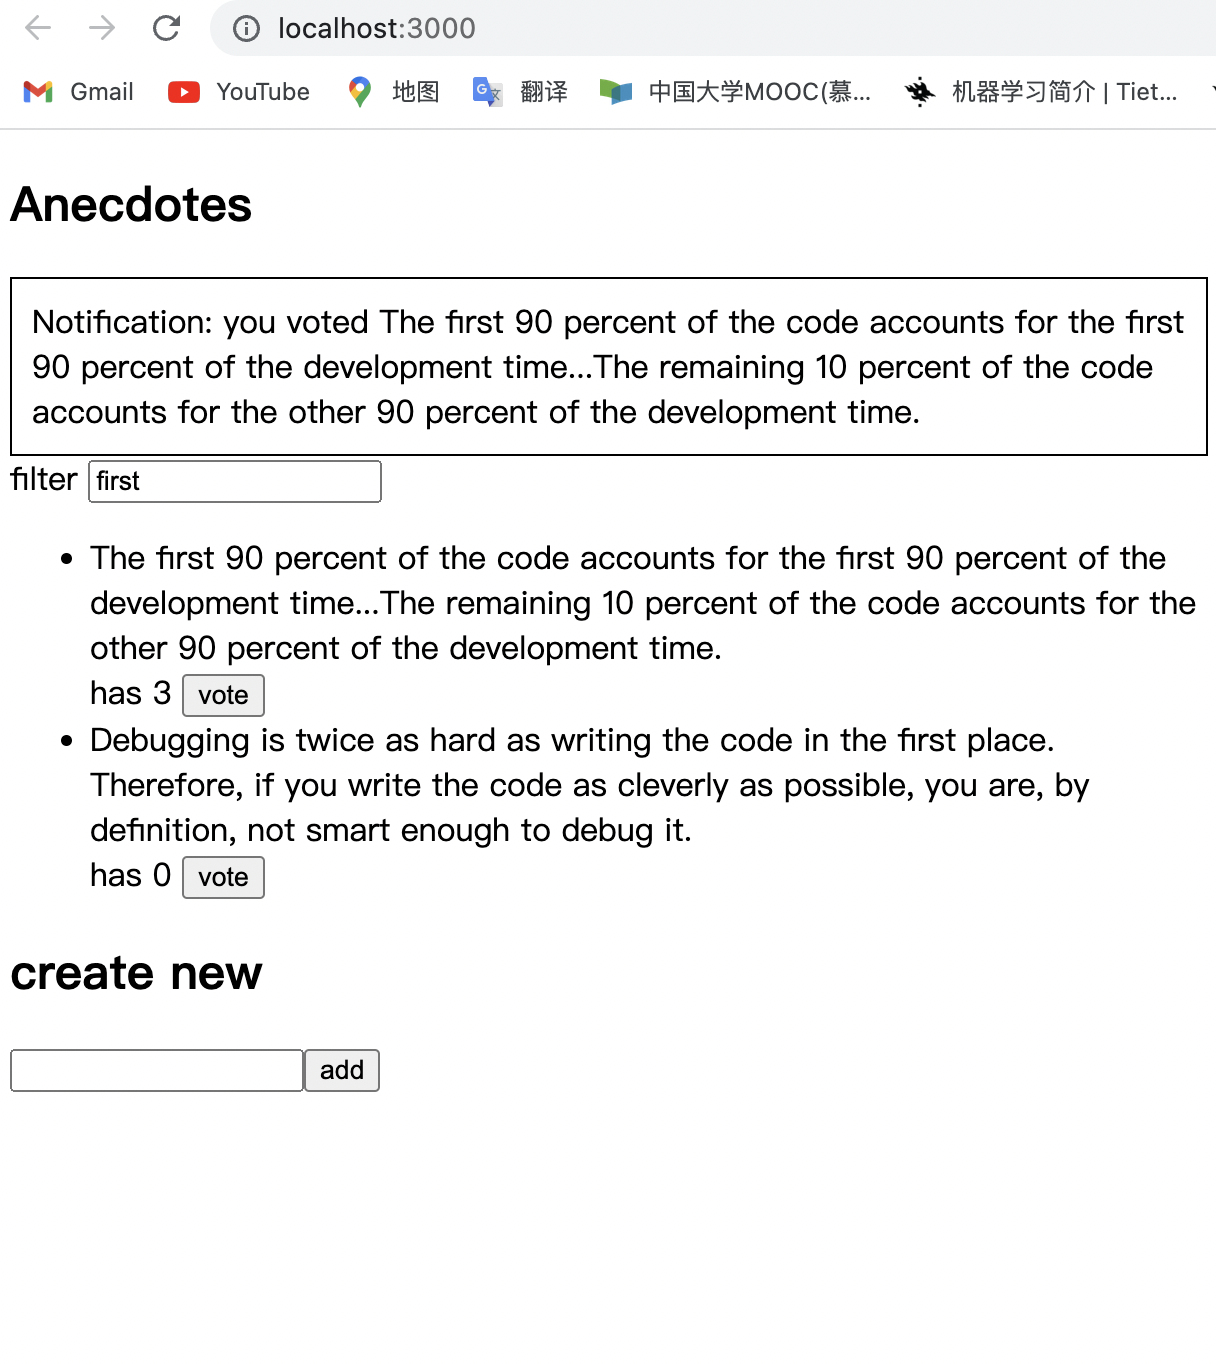 localhost:3000
Gmail YouTube 地图 翻译 中国大学MOOC(慕... 机器学习简介 | Tiet...
Anecdotes
Notification: you voted The first 90 percent of the code accounts for the first
90 percent of the development time...The remaining 10 percent of the code
accounts for the other 90 percent of the development time.
filter first
The first 90 percent of the code accounts for the first 90 percent of the
development time...The remaining 10 percent of the code accounts for the
other 90 percent of the development time.
has 3 vote
Debugging is twice as hard as writing the code in the first place.
Therefore, if you write the code as cleverly as possible, you are, by
definition, not smart enough to debug it.
has 0 vote
create new
add